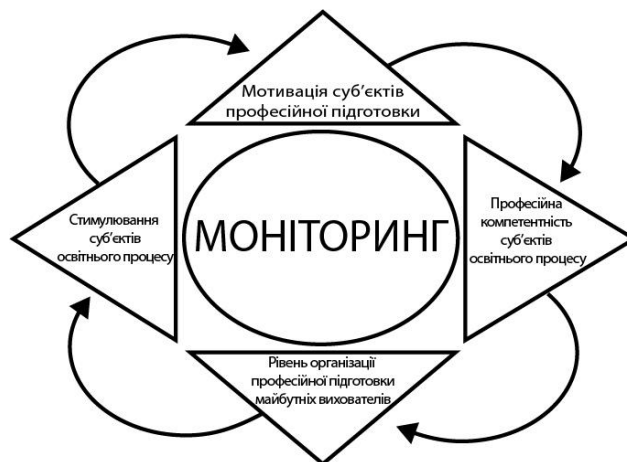 Мотивація суб’єктів
професійної підготовки
Стимулювання
суб’єктів
освітнього процесу
МОНІТОРИНГ
Професійна
компетентність
суб’єктів
освітнього процесу
Рівень організації
професійної підготовки
майбутніх вихователів